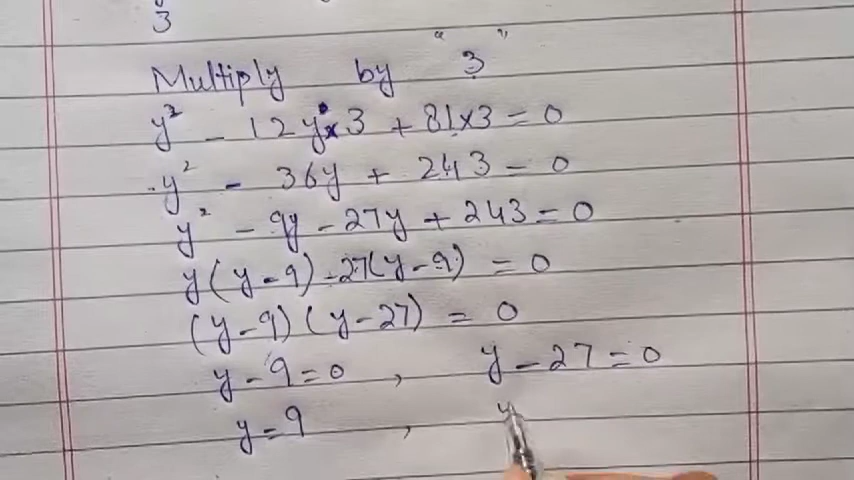 3
Multiply by "3"
y² - 12y×3 + 81×3 = 0
y² - 36y + 243 = 0
y² - 9y - 27y + 243 = 0
y(y-9) - 27(y-9) = 0
(y-9)(y-27) = 0
y - 9 = 0 , y - 27 = 0
y = 9 , y